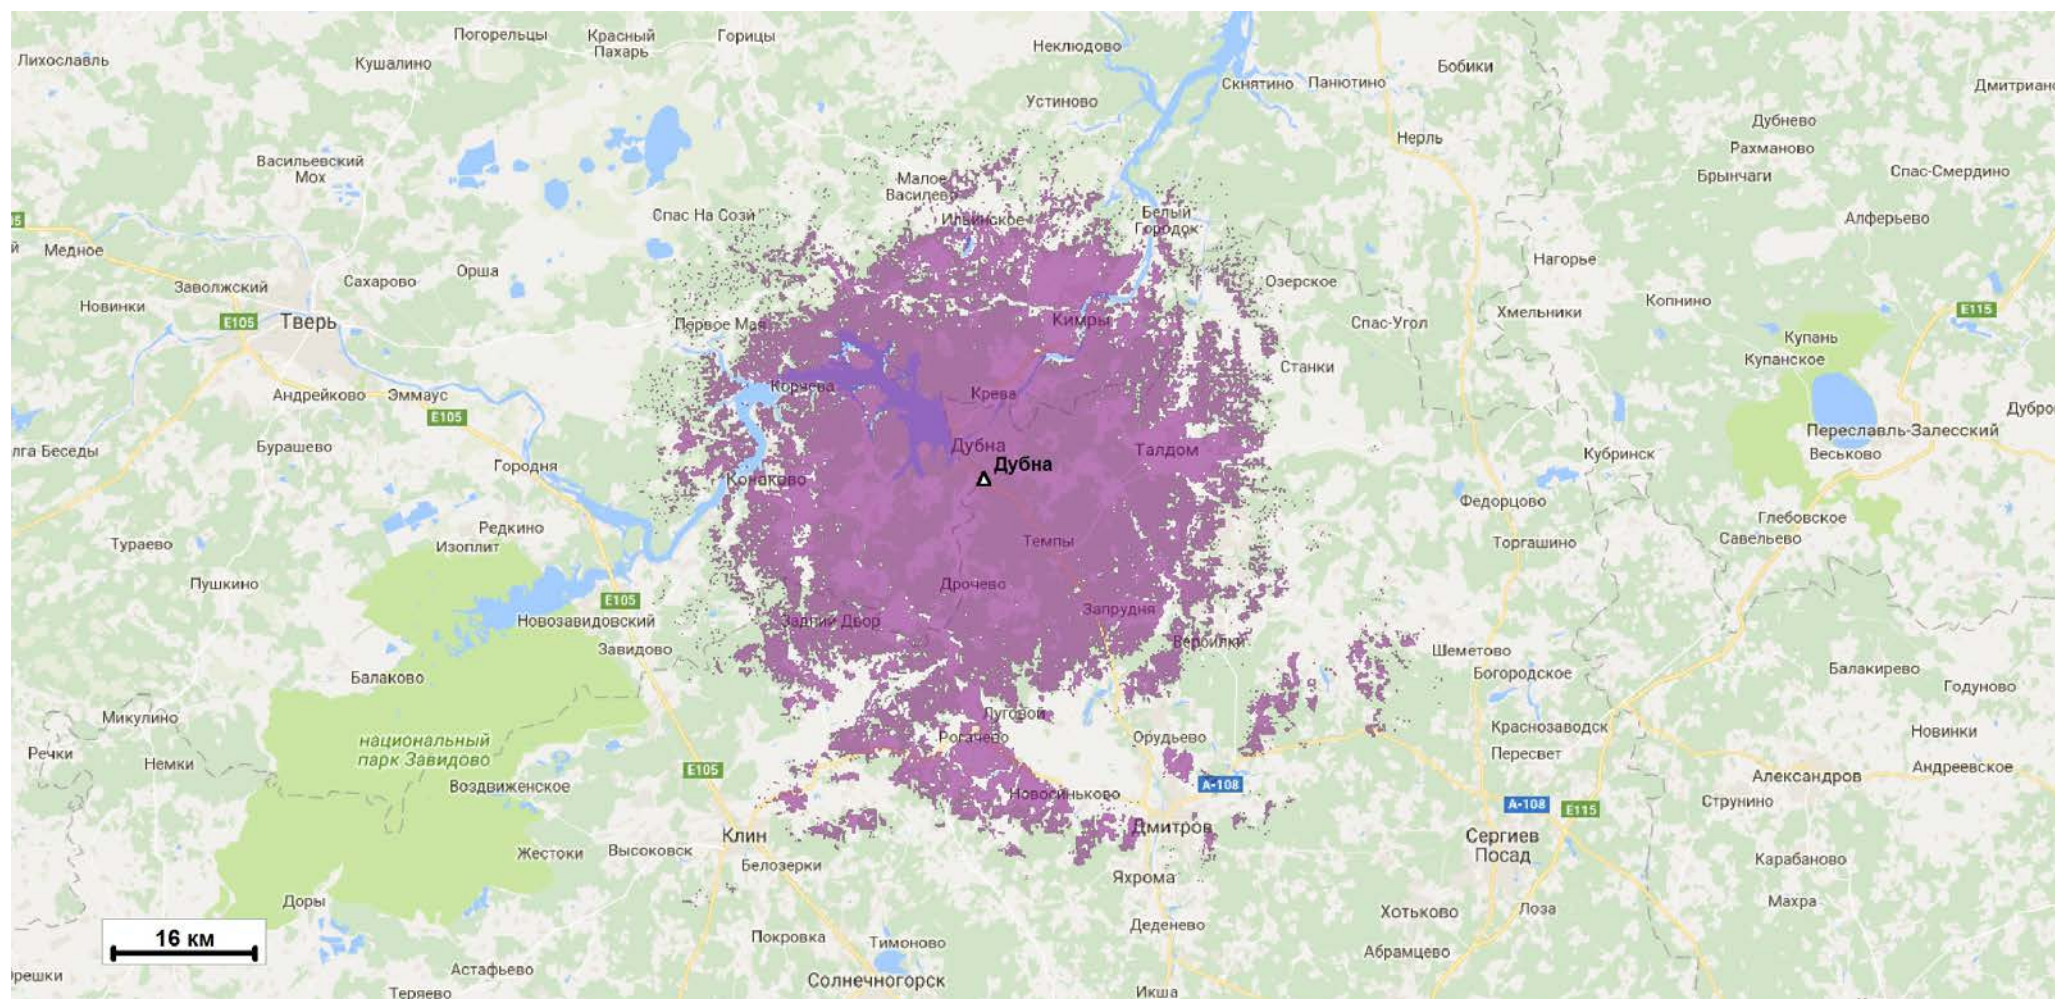 Погорельцы
Красный
Пахарь
Горицы
Неклюдово
Лихославль
Кушалино
Бобики
Скнятино
Панютино
Дмитриан
Устиново
Дубнево
Нерль
Рахманово
Васильевский
Мох
Малое
Василево
Брынчаги
Спас-Смердино
Спас На Сози
Ильинское
Белый
Городок
Алферьево
Е5
Медное
Сахарово
Орша
Нагорье
Заволжский
Озерское
Новинки
Копнино
E105
Тверь
Первое Мая
Кимры
Спас-Угол
Хмельники
E115
Купань
Купанское
Станки
Андрейково
Эммаус
Корчева
Крева
Дубро
E105
Бурашево
лга Беседы
Городня
Дубна
Талдом
Переславль-Залесский
Веськово
Кубринск
Дубна
Конаково
Федорцово
Редкино
Изоплит
Тураево
Темпы
Торгашино
Глебовское
Савельево
Пушкино
Дрочево
E105
Запрудня
Новозавидовский
Задний Двор
Вербилки
Завидово
Шеметово
Богородское
Балакирево
Балаково
Годуново
Микулино
Луговой
Рогачево
Орудьево
Краснозаводск
Новинки
Речки
Немки
национальный
парк Завидово
Пересвет
E105
Воздвиженское
Новосиньково
А-108
Александров
Андреевское
Струнино
А-108
E115
Клин
Дмитров
Сергиев
Посад
Жестоки
Высоковск
Белозерки
Карабаново
Яхрома
Доры
Махра
Хотьково
Лоза
16 км
Покровка
Тимоново
Деденево
Абрамцево
решки
Астафьево
Солнечногорск
Теряево
Икша